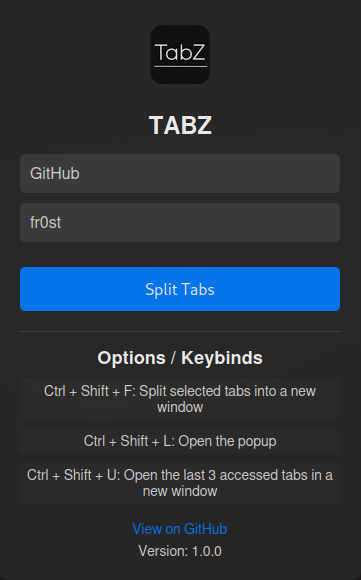 TabZ
TABZ
GitHub
fr0st
Split Tabs
Options / Keybinds
Ctrl + Shift + F: Split selected tabs into a new
window
Ctrl + Shift + L: Open the popup
Ctrl + Shift + U: Open the last 3 accessed tabs in a
new window
View on GitHub
Version: 1.0.0